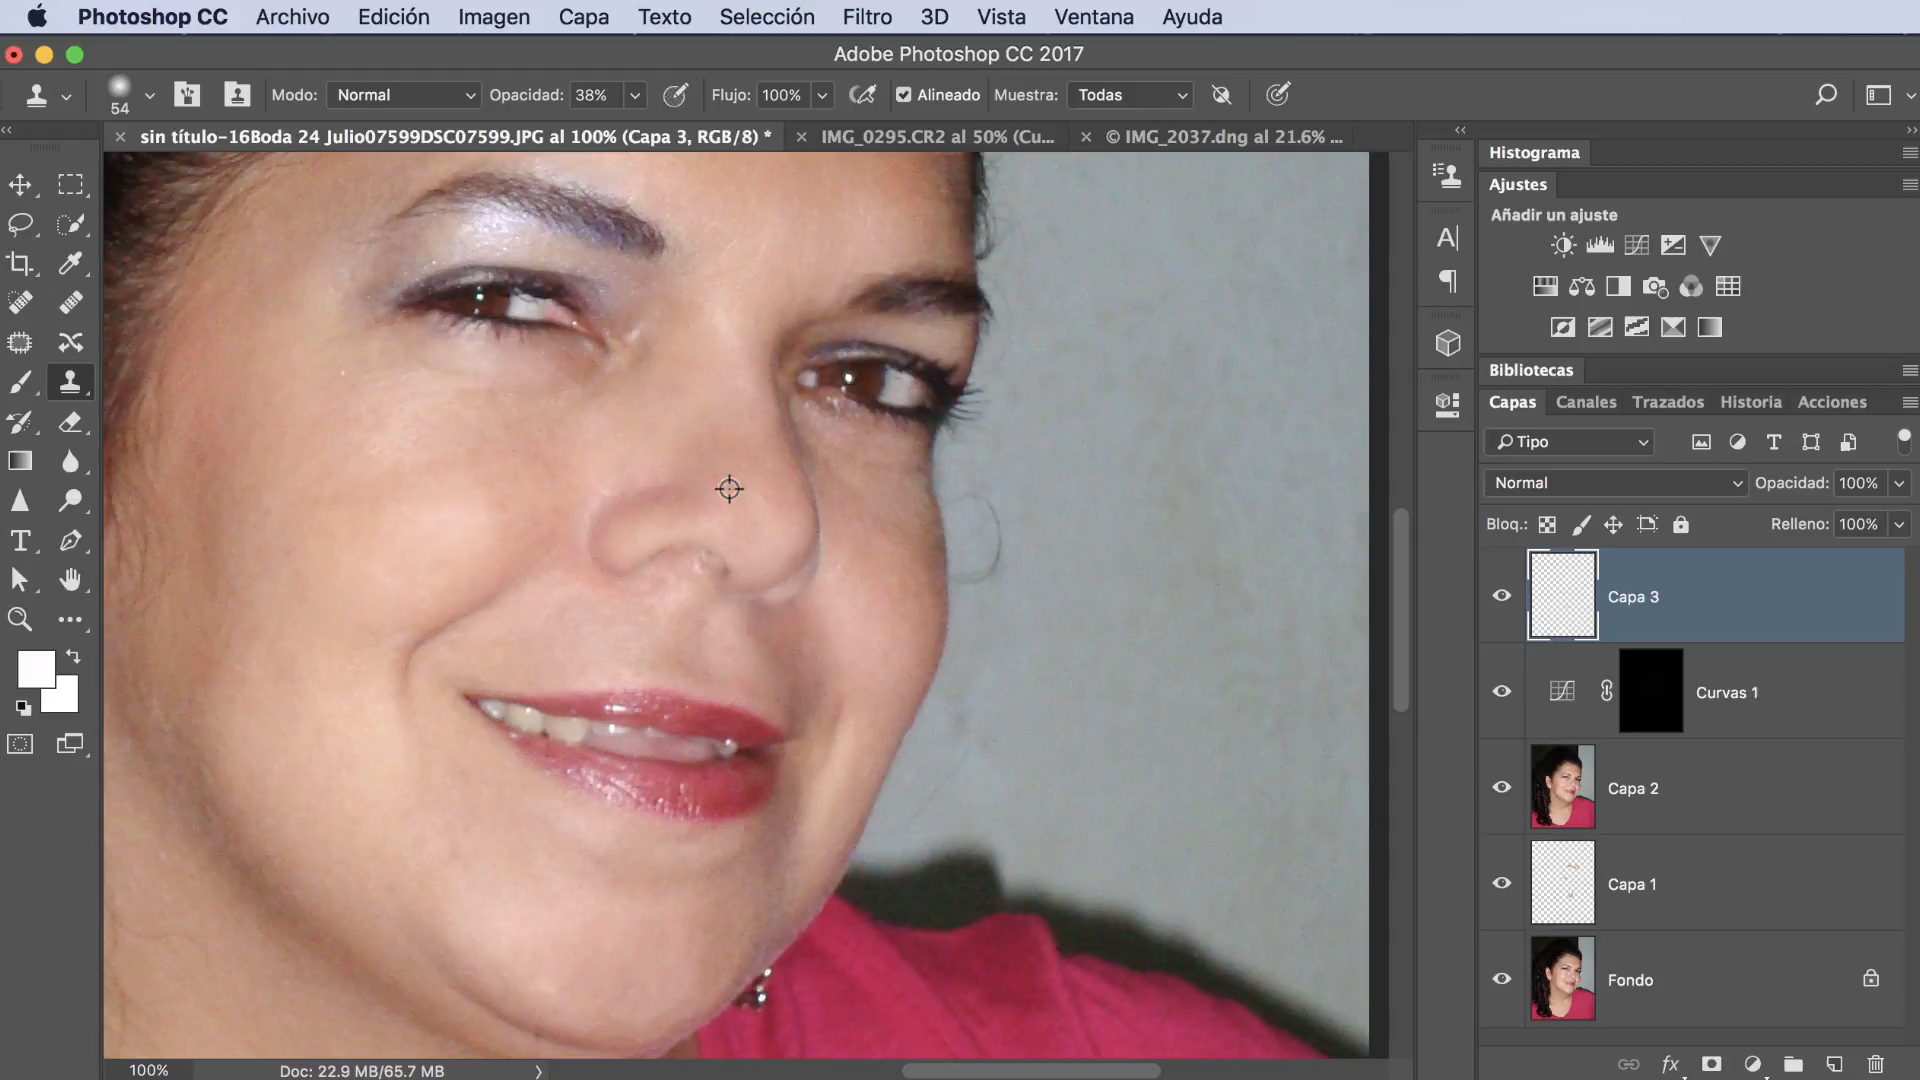 Photoshop CC Archivo Edición Imagen Capa Texto Selección Filtro 3D Vista Ventana Ayuda
Adobe Photoshop CC 2017
54 Modo: Normal Opacidad: 38% Flujo: 100% Alineado Muestra: Todas
sin título-16Boda 24 Julio07599DSC07599.JPG al 100% (Capa 3, RGB/8) * IMG_0295.CR2 al 50% (Cu... © IMG_2037.dng al 21.6% ...
Histograma
Ajustes
Añadir un ajuste
Bibliotecas
Capas Canales Trazados Historia Acciones
Tipo
Normal Opacidad: 100%
Bloq.: Relleno: 100%
Capa 3
Curvas 1
Capa 2
Capa 1
Fondo
fx
100% Doc: 22.9 MB/65.7 MB